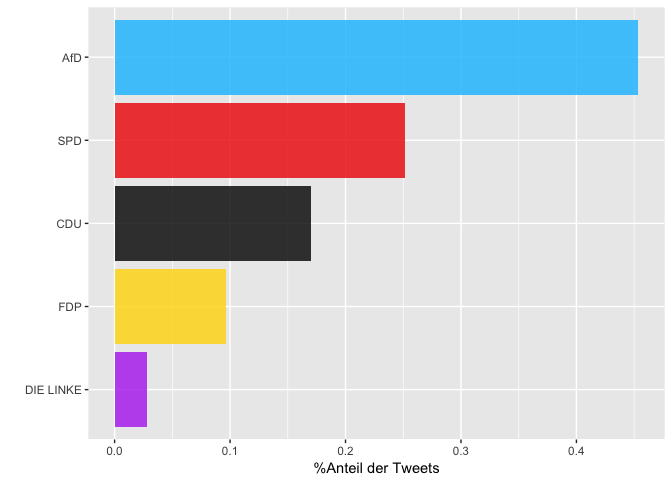 AfD
SPD
CDU
FDP
DIE LINKE
0.0 0.1 0.2 0.3 0.4
%Anteil der Tweets